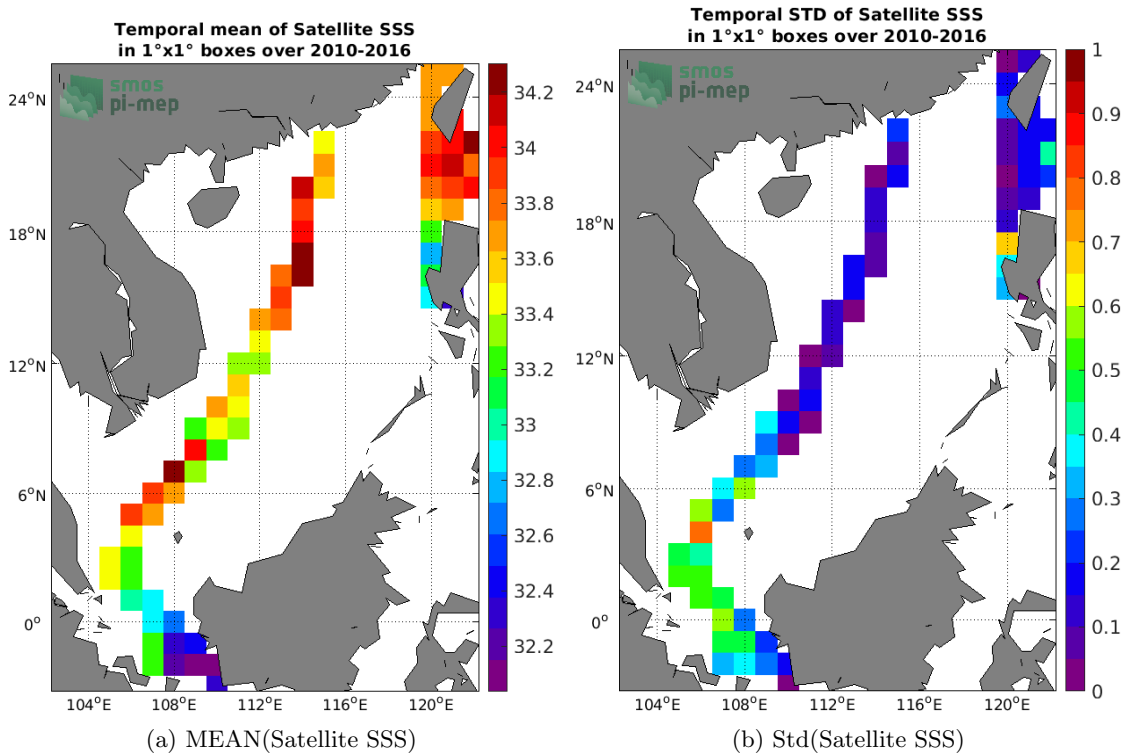 Temporal mean of Satellite SSS
in 1°x1° boxes over 2010-2016
smos
pi-mep
24°N
18°N
12°N
6°N
0°
104°E
108°E
112°E
116°E
120°E
34.2
34
33.8
33.6
33.4
33.2
33
32.8
32.6
32.4
32.2
(a) MEAN(Satellite SSS)
Temporal STD of Satellite SSS
in 1°x1° boxes over 2010-2016
smos
pi-mep
24°N
18°N
12°N
6°N
0°
104°E
108°E
112°E
116°E
120°E
1
0.9
0.8
0.7
0.6
0.5
0.4
0.3
0.2
0.1
0
(b) Std(Satellite SSS)